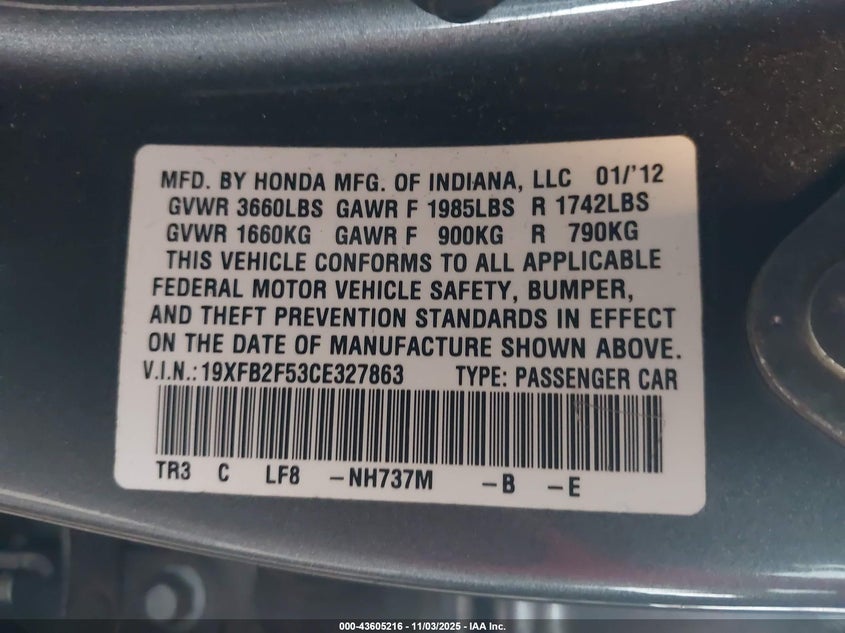 MFD. BY HONDA MFG. OF INDIANA, LLC 01/'12
GVWR 3660LBS GAWR F 1985LBS R 1742LBS
GVWR 1660KG GAWR F 900KG R 790KG
THIS VEHICLE CONFORMS TO ALL APPLICABLE
FEDERAL MOTOR VEHICLE SAFETY, BUMPER,
AND THEFT PREVENTION STANDARDS IN EFFECT
ON THE DATE OF MANUFACTURE SHOWN ABOVE.
V.I.N.: 19XFB2F53CE327863 TYPE: PASSENGER CAR
TR3 C LF8 -NH737M -B -E
000-43605216 - 11/03/2025 - IAA Inc.